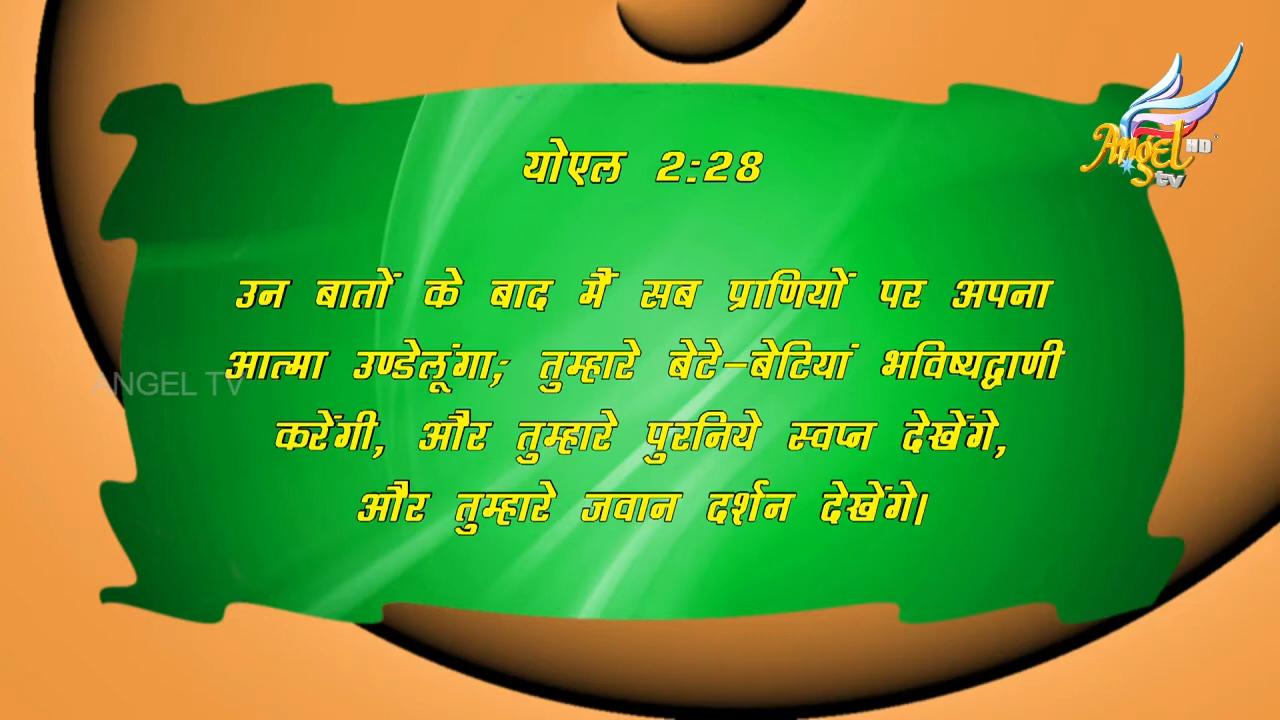 Angel HD
tv
योएल 2:28
उन बातों के बाद मैं सब प्राणियों पर अपना
आत्मा उण्डेलूंगा; तुम्हारे बेटे-बेटियां भविष्यद्वाणी
करेंगी, और तुम्हारे पुरनिये स्वप्न देखेंगे,
और तुम्हारे जवान दर्शन देखेंगे।
ANGEL TV